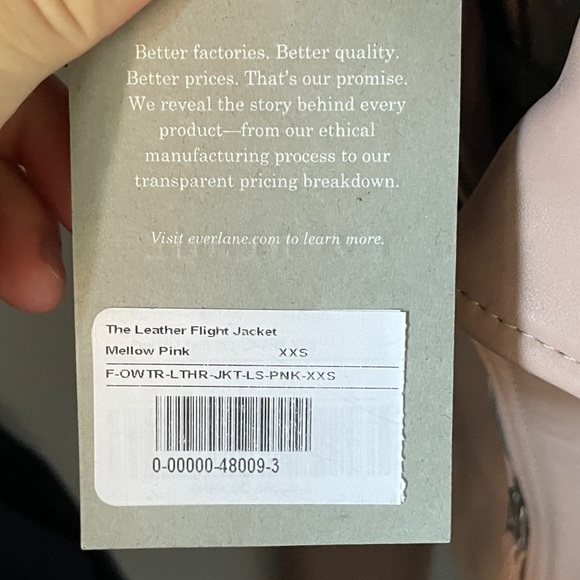 Better factories. Better quality.
Better prices. That's our promise.
We reveal the story behind every
product—from our ethical
manufacturing process to our
transparent pricing breakdown.
Visit everlane.com to learn more.
The Leather Flight Jacket
Mellow Pink XXS
F-OWTR-LTHR-JKT-LS-PNK-XXS
0-00000-48009-3